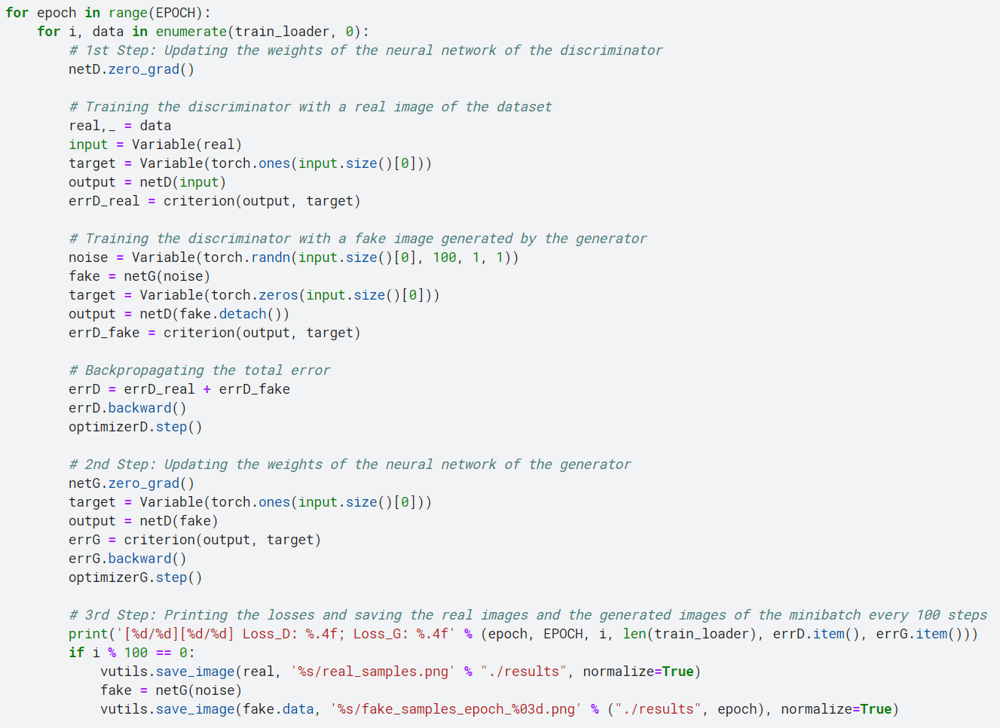 for epoch in range(EPOCH):
    for i, data in enumerate(train_loader, 0):
        # 1st Step: Updating the weights of the neural network of the discriminator
        netD.zero_grad()

        # Training the discriminator with a real image of the dataset
        real,_ = data
        input = Variable(real)
        target = Variable(torch.ones(input.size()[0]))
        output = netD(input)
        errD_real = criterion(output, target)

        # Training the discriminator with a fake image generated by the generator
        noise = Variable(torch.randn(input.size()[0], 100, 1, 1))
        fake = netG(noise)
        target = Variable(torch.zeros(input.size()[0]))
        output = netD(fake.detach())
        errD_fake = criterion(output, target)

        # Backpropagating the total error
        errD = errD_real + errD_fake
        errD.backward()
        optimizerD.step()

        # 2nd Step: Updating the weights of the neural network of the generator
        netG.zero_grad()
        target = Variable(torch.ones(input.size()[0]))
        output = netD(fake)
        errG = criterion(output, target)
        errG.backward()
        optimizerG.step()

        # 3rd Step: Printing the losses and saving the real images and the generated images of the minibatch every 100 steps
        print('[%d/%d][%d/%d] Loss_D: %.4f; Loss_G: %.4f' % (epoch, EPOCH, i, len(train_loader), errD.item(), errG.item()))
        if i % 100 == 0:
            vutils.save_image(real, '%s/real_samples.png' % "./results", normalize=True)
            fake = netG(noise)
            vutils.save_image(fake.data, '%s/fake_samples_epoch_%03d.png' % ("./results", epoch), normalize=True)